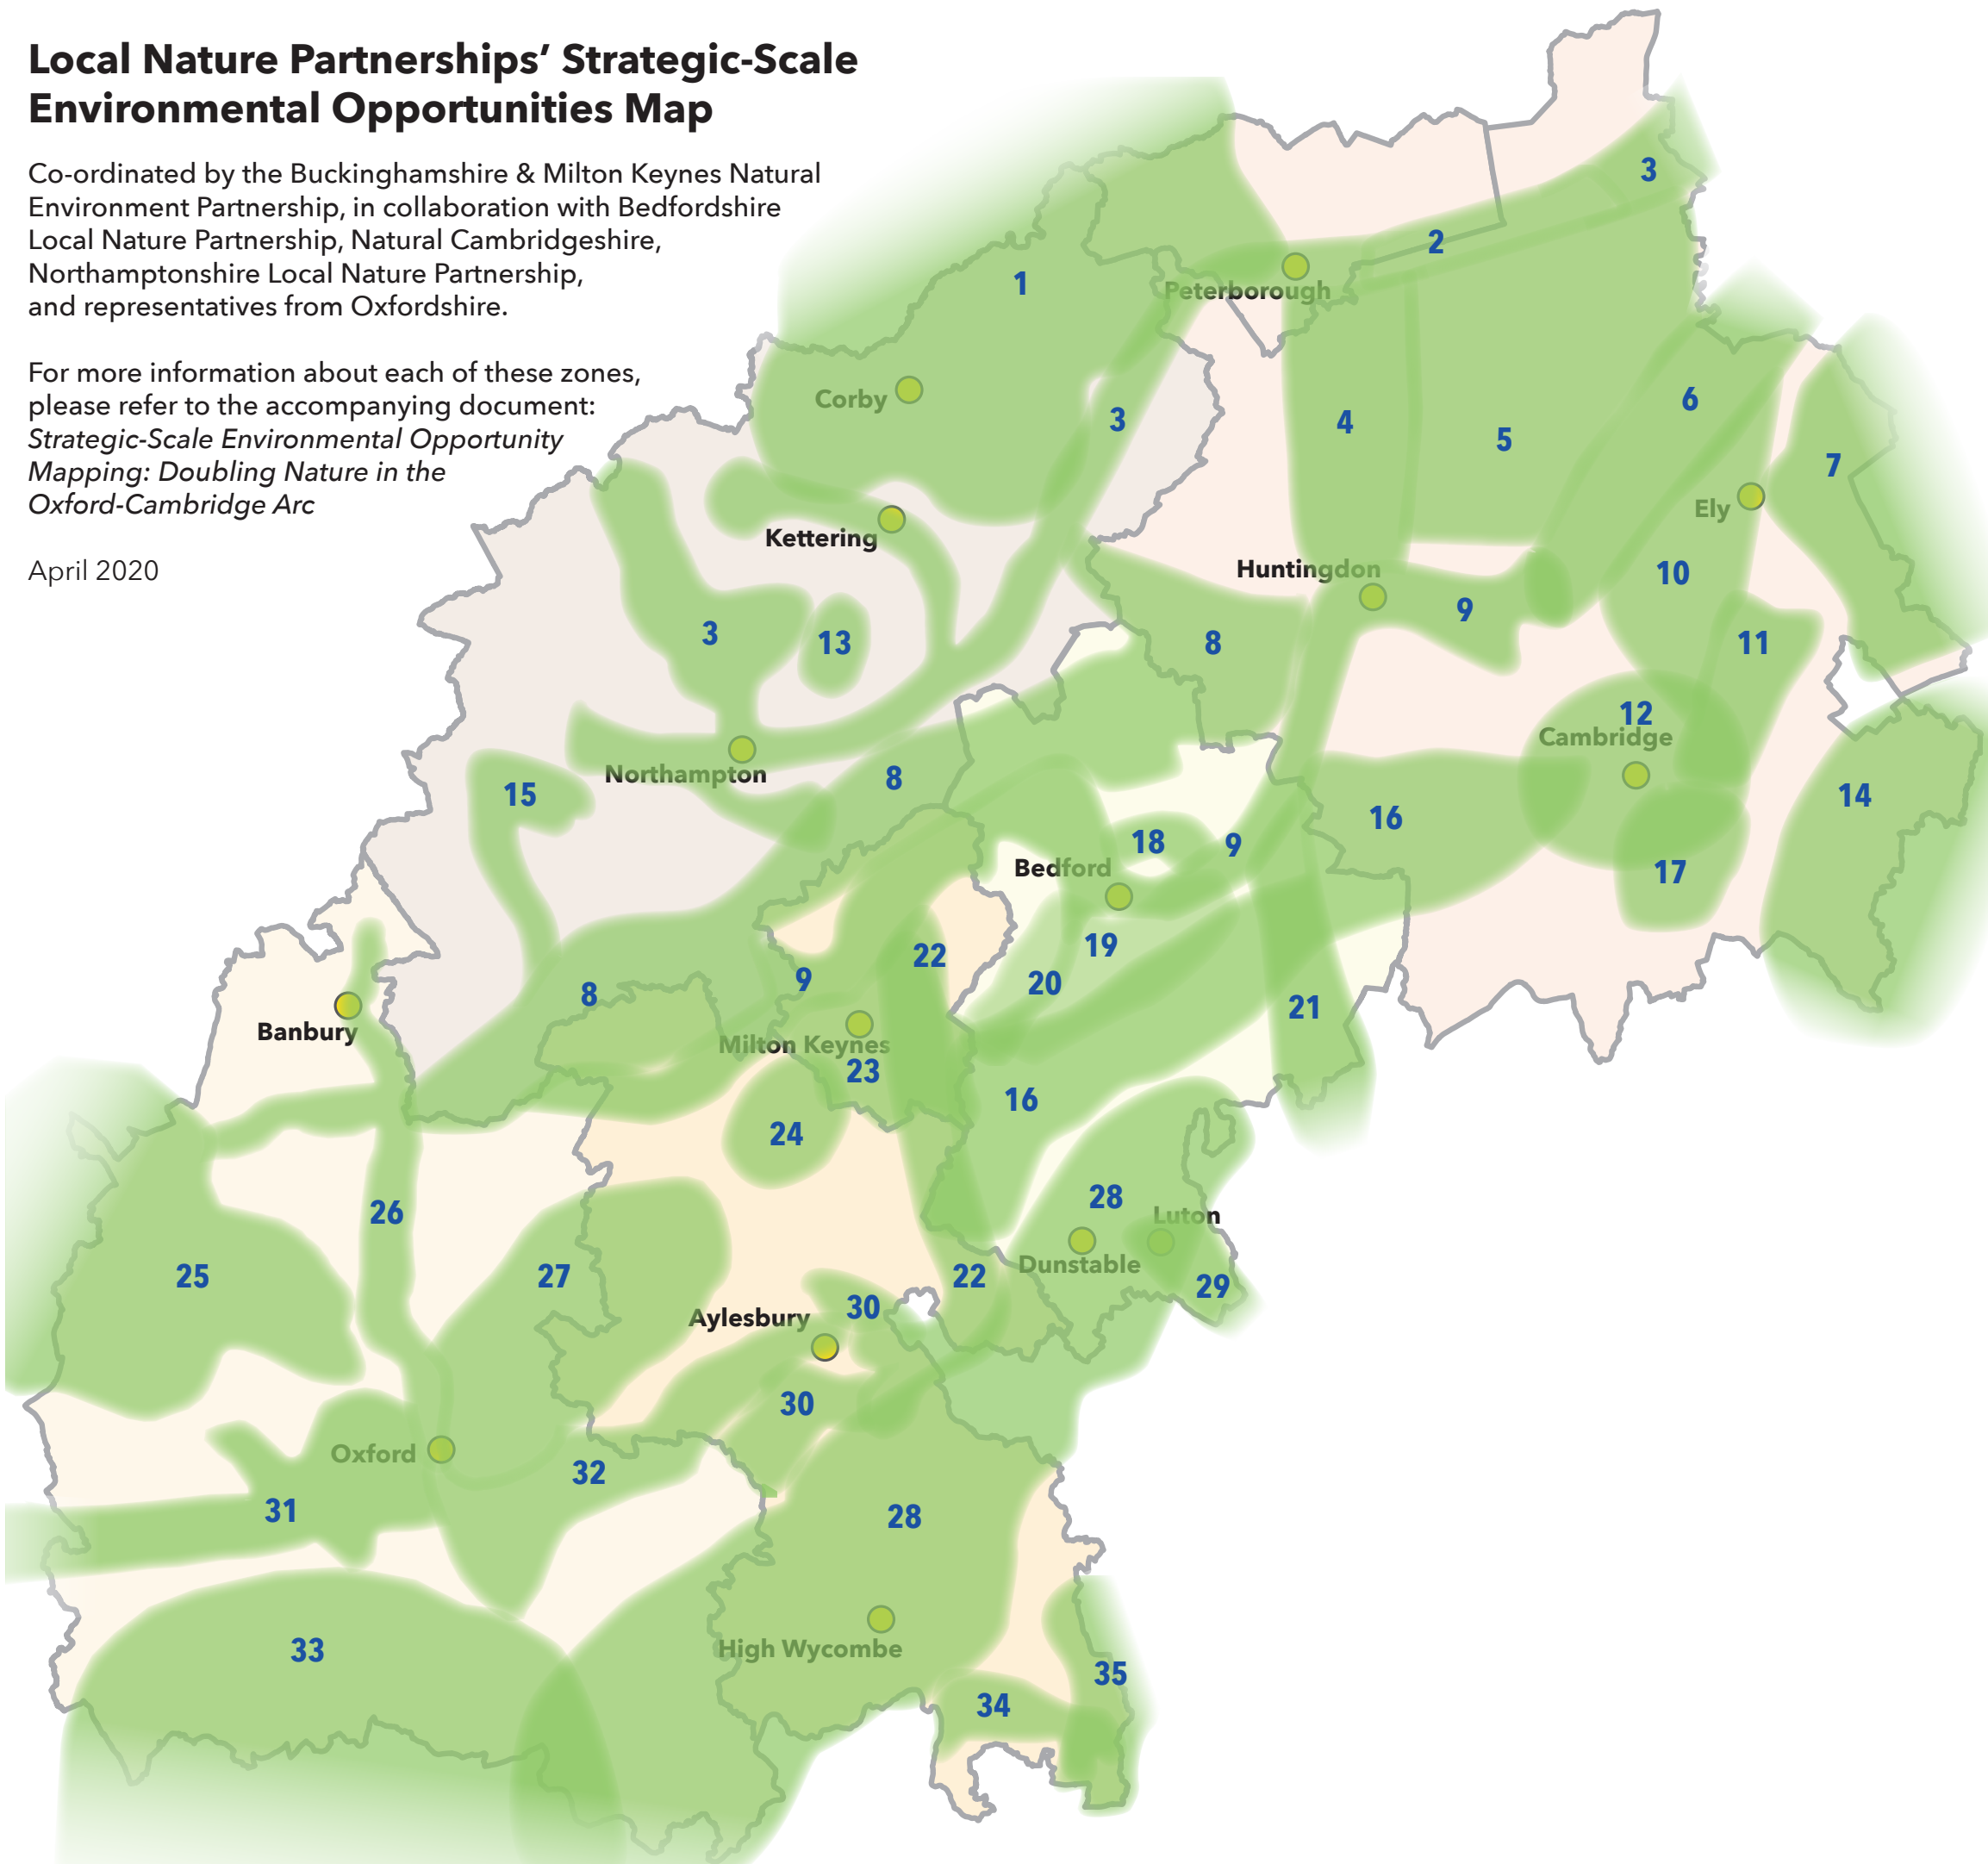 Local Nature Partnerships’ Strategic-Scale
Environmental Opportunities Map
Co-ordinated by the Buckinghamshire & Milton Keynes Natural
Environment Partnership, in collaboration with Bedfordshire
Local Nature Partnership, Natural Cambridgeshire,
Northamptonshire Local Nature Partnership,
and representatives from Oxfordshire.
For more information about each of these zones,
please refer to the accompanying document:
Strategic-Scale Environmental Opportunity
Mapping: Doubling Nature in the
Oxford-Cambridge Arc
April 2020
3
2
1
Peterborough
Corby
6
3
4
5
7
Ely
Kettering
Huntingdon
10
9
3
13
8
11
12
Cambridge
Northampton
8
15
14
16
18
9
Bedford
17
19
22
9
20
8
21
Banbury
Milton Keynes
23
16
24
28
26
Luton
Dunstable
25
27
22
29
30
Aylesbury
30
Oxford
32
31
28
33
High Wycombe
35
34